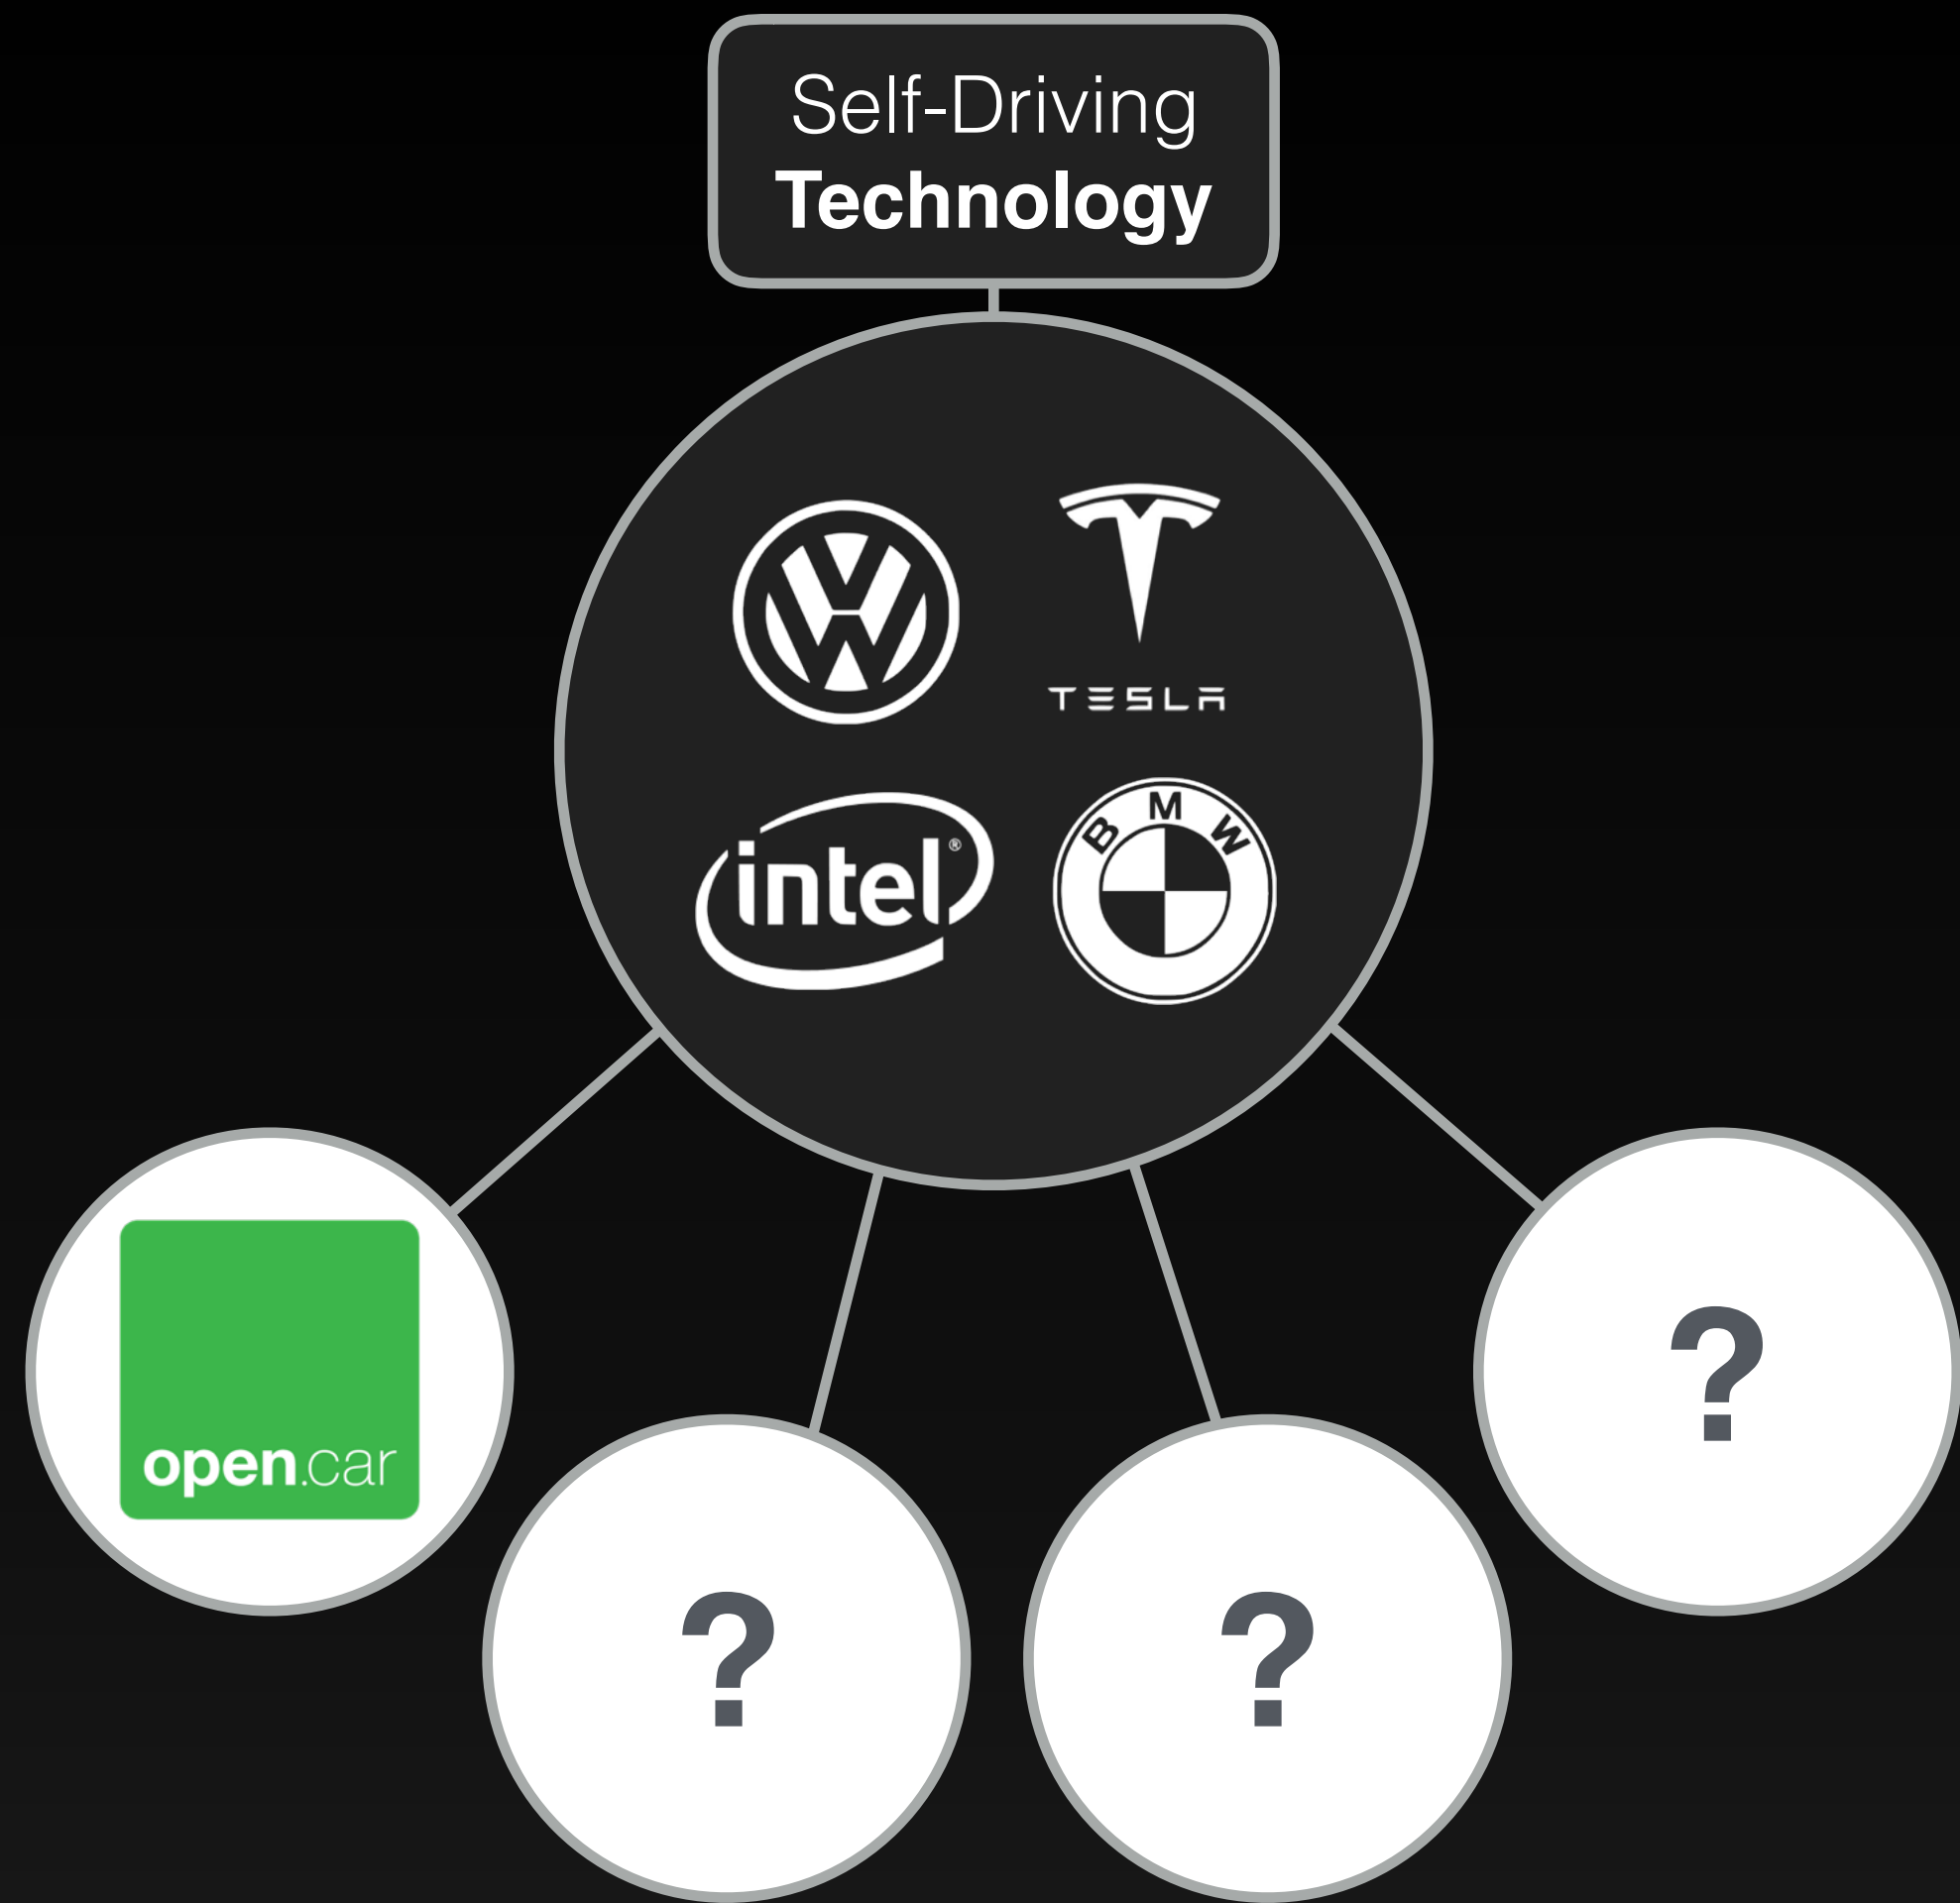 Self-Driving
Technology
TESLA
intel®
BMW
open.car
?
?
?